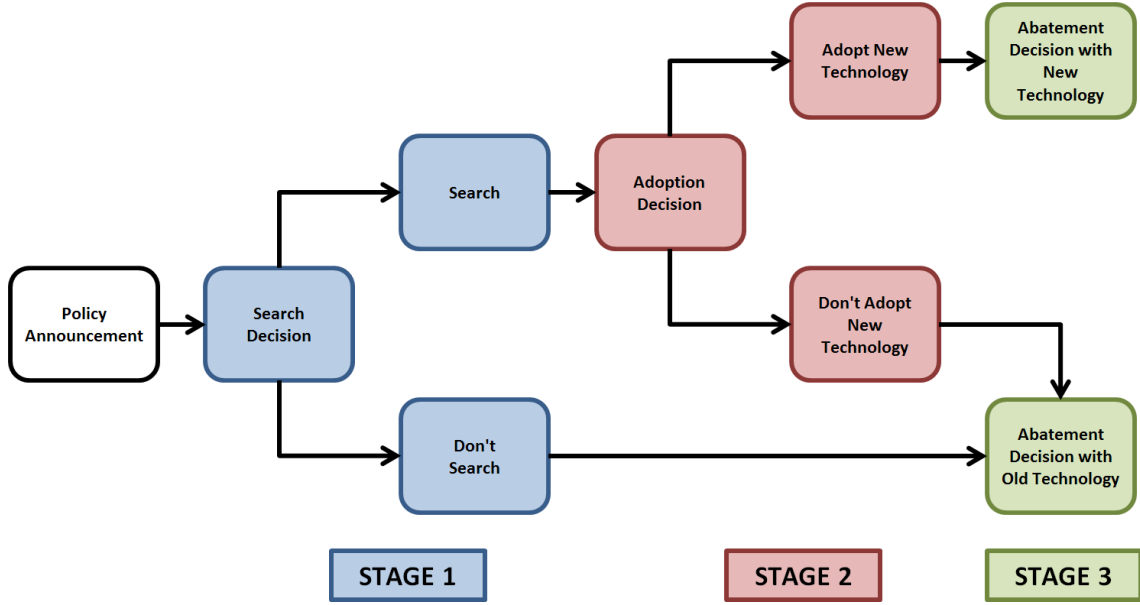 Policy
Announcement
Search
Decision
Search
Don't
Search
Adoption
Decision
Adopt New
Technology
Don't Adopt
New
Technology
Abatement
Decision with
New
Technology
Abatement
Decision with
Old Technology
STAGE 1
STAGE 2
STAGE 3